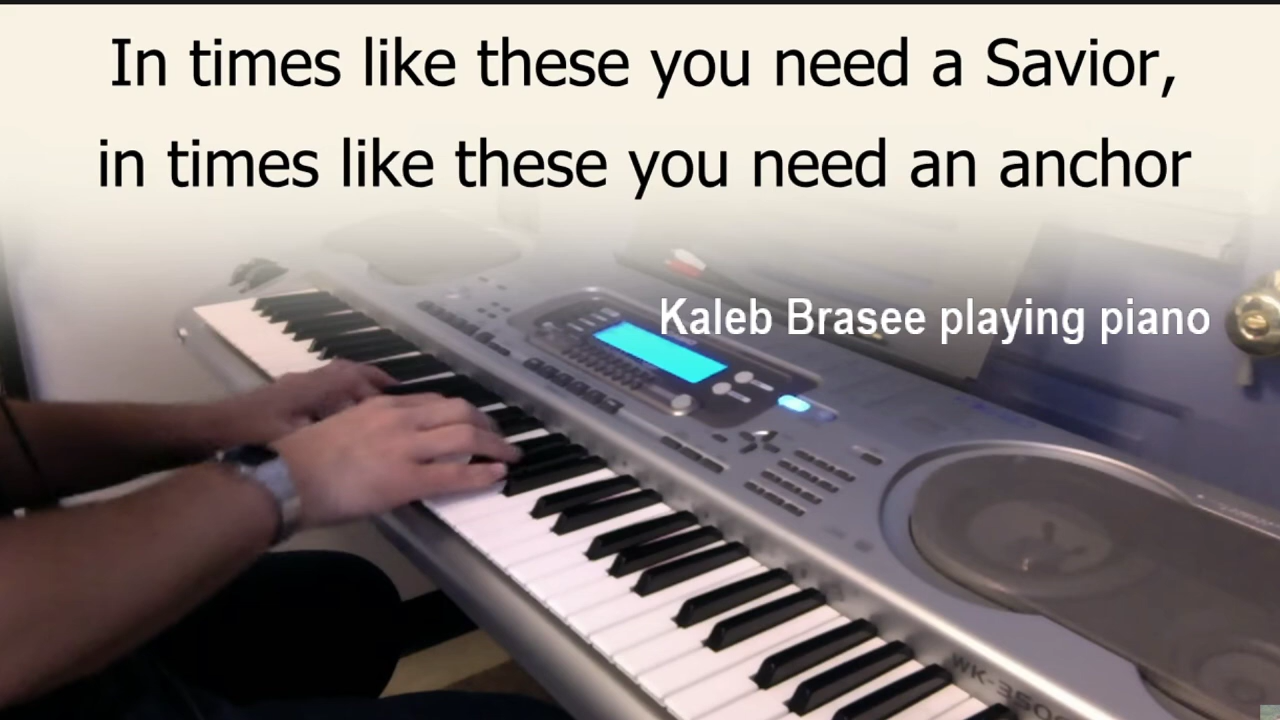 In times like these you need a Savior,
in times like these you need an anchor
Kaleb Brasee playing piano
WK-3500